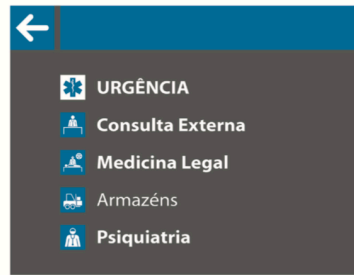 URGÊNCIA
Consulta Externa
Medicina Legal
Armazéns
Psiquiatria